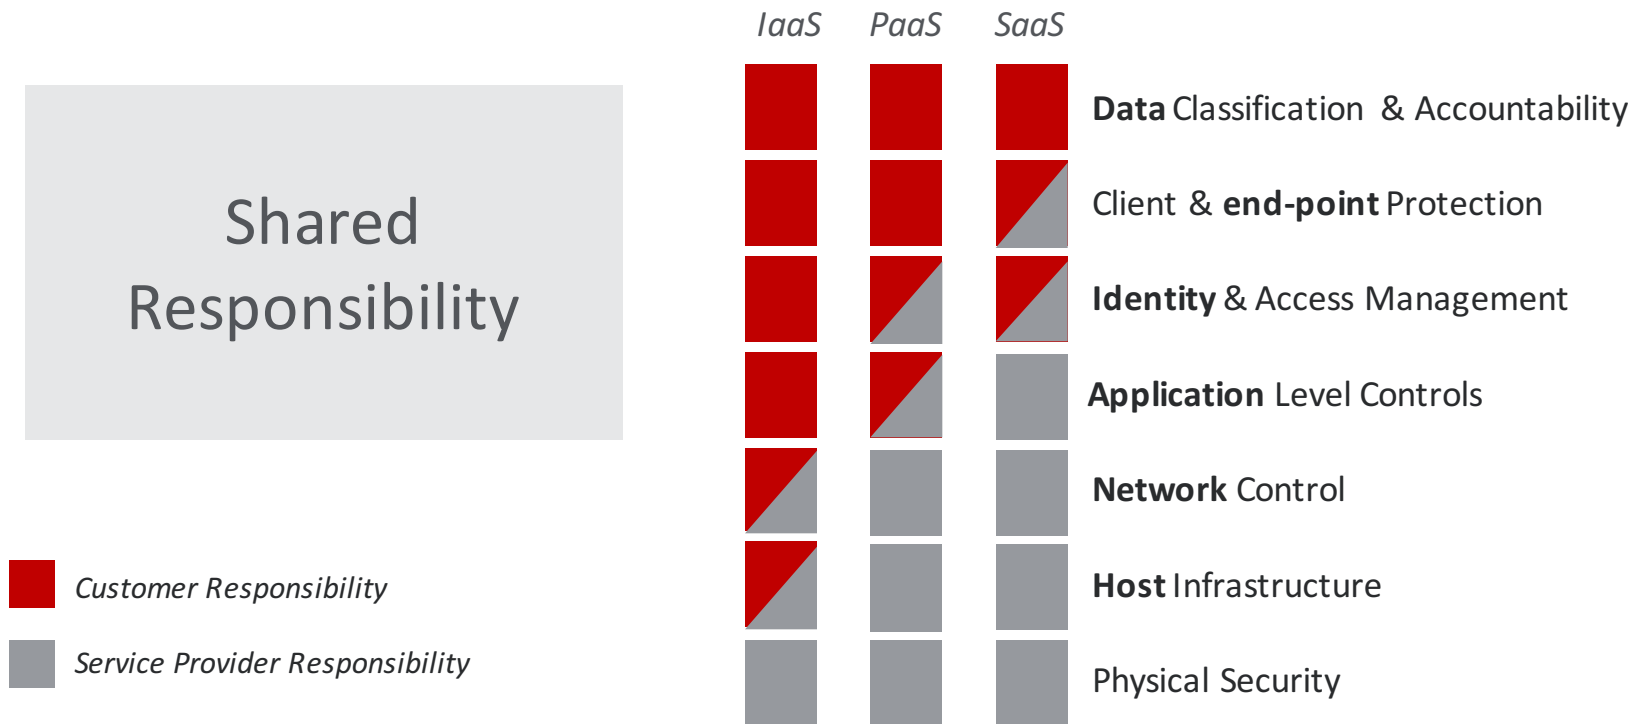 IaaS PaaS SaaS
Shared
Responsibility
Data Classification & Accountability
Client & end-point Protection
Identity & Access Management
Application Level Controls
Network Control
Host Infrastructure
Physical Security
Customer Responsibility
Service Provider Responsibility